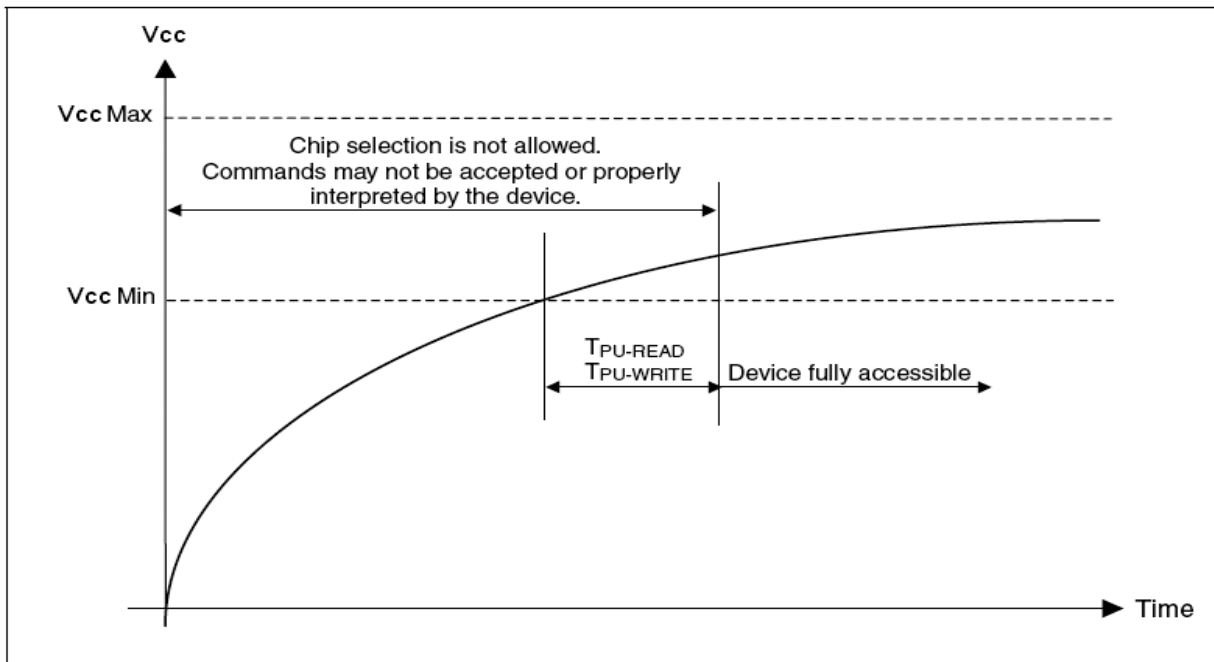 Vcc
Vcc Max
Chip selection is not allowed.
Commands may not be accepted or properly
interpreted by the device.
Vcc Min
TPU-READ
TPU-WRITE
Device fully accessible
Time